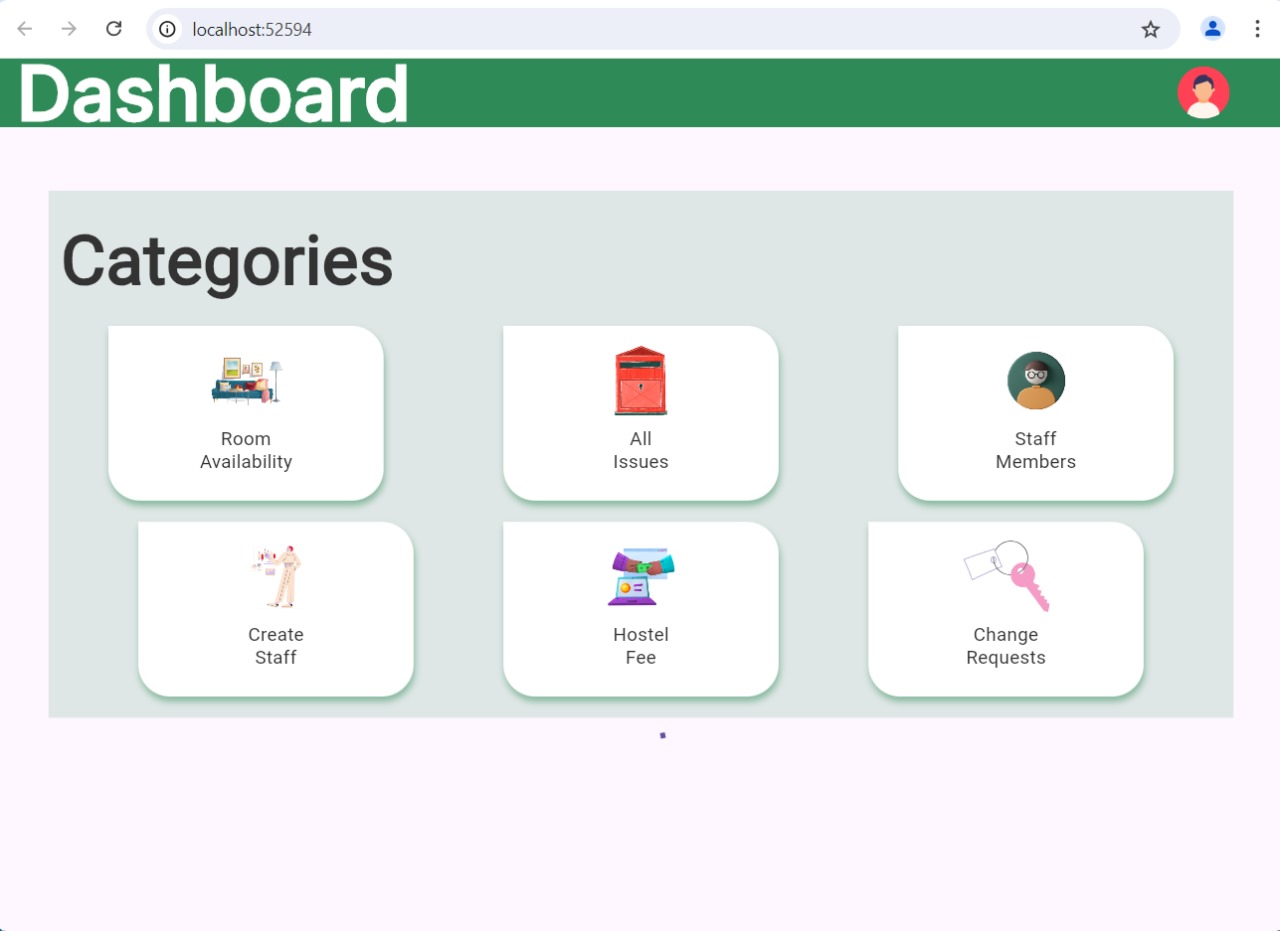 localhost:52594
Dashboard
Categories
Room
Availability
All
Issues
Staff
Members
Create
Staff
Hostel
Fee
Change
Requests